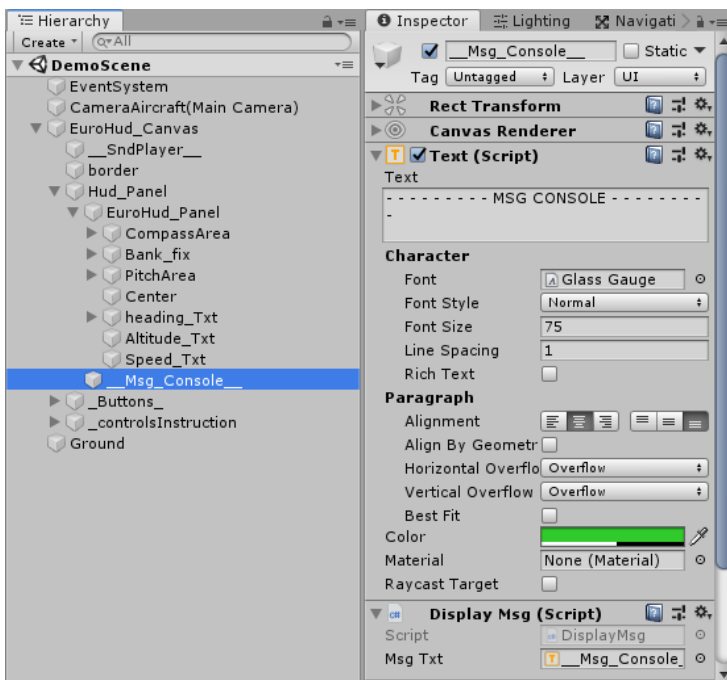 Hierarchy
Create
All
DemoScene
EventSystem
CameraAircraft(Main Camera)
EuroHud_Canvas
__SndPlayer__
border
Hud_Panel
EuroHud_Panel
CompassArea
Bank_fix
PitchArea
Center
heading_Txt
Altitude_Txt
Speed_Txt
__Msg_Console__
_Buttons_
_controlsInstruction
Ground
Inspector Lighting Navigati
__Msg_Console__ Static
Tag Untagged Layer UI
Rect Transform
Canvas Renderer
Text (Script)
Text
- - - - - - - - - MSG CONSOLE - - - - - - - -
-
Character
Font Glass Gauge
Font Style Normal
Font Size 75
Line Spacing 1
Rich Text
Paragraph
Alignment
Align By Geometr
Horizontal Overflo Overflow
Vertical Overflow Overflow
Best Fit
Color
Material None (Material)
Raycast Target
Display Msg (Script)
Script DisplayMsg
Msg Txt __Msg_Console_